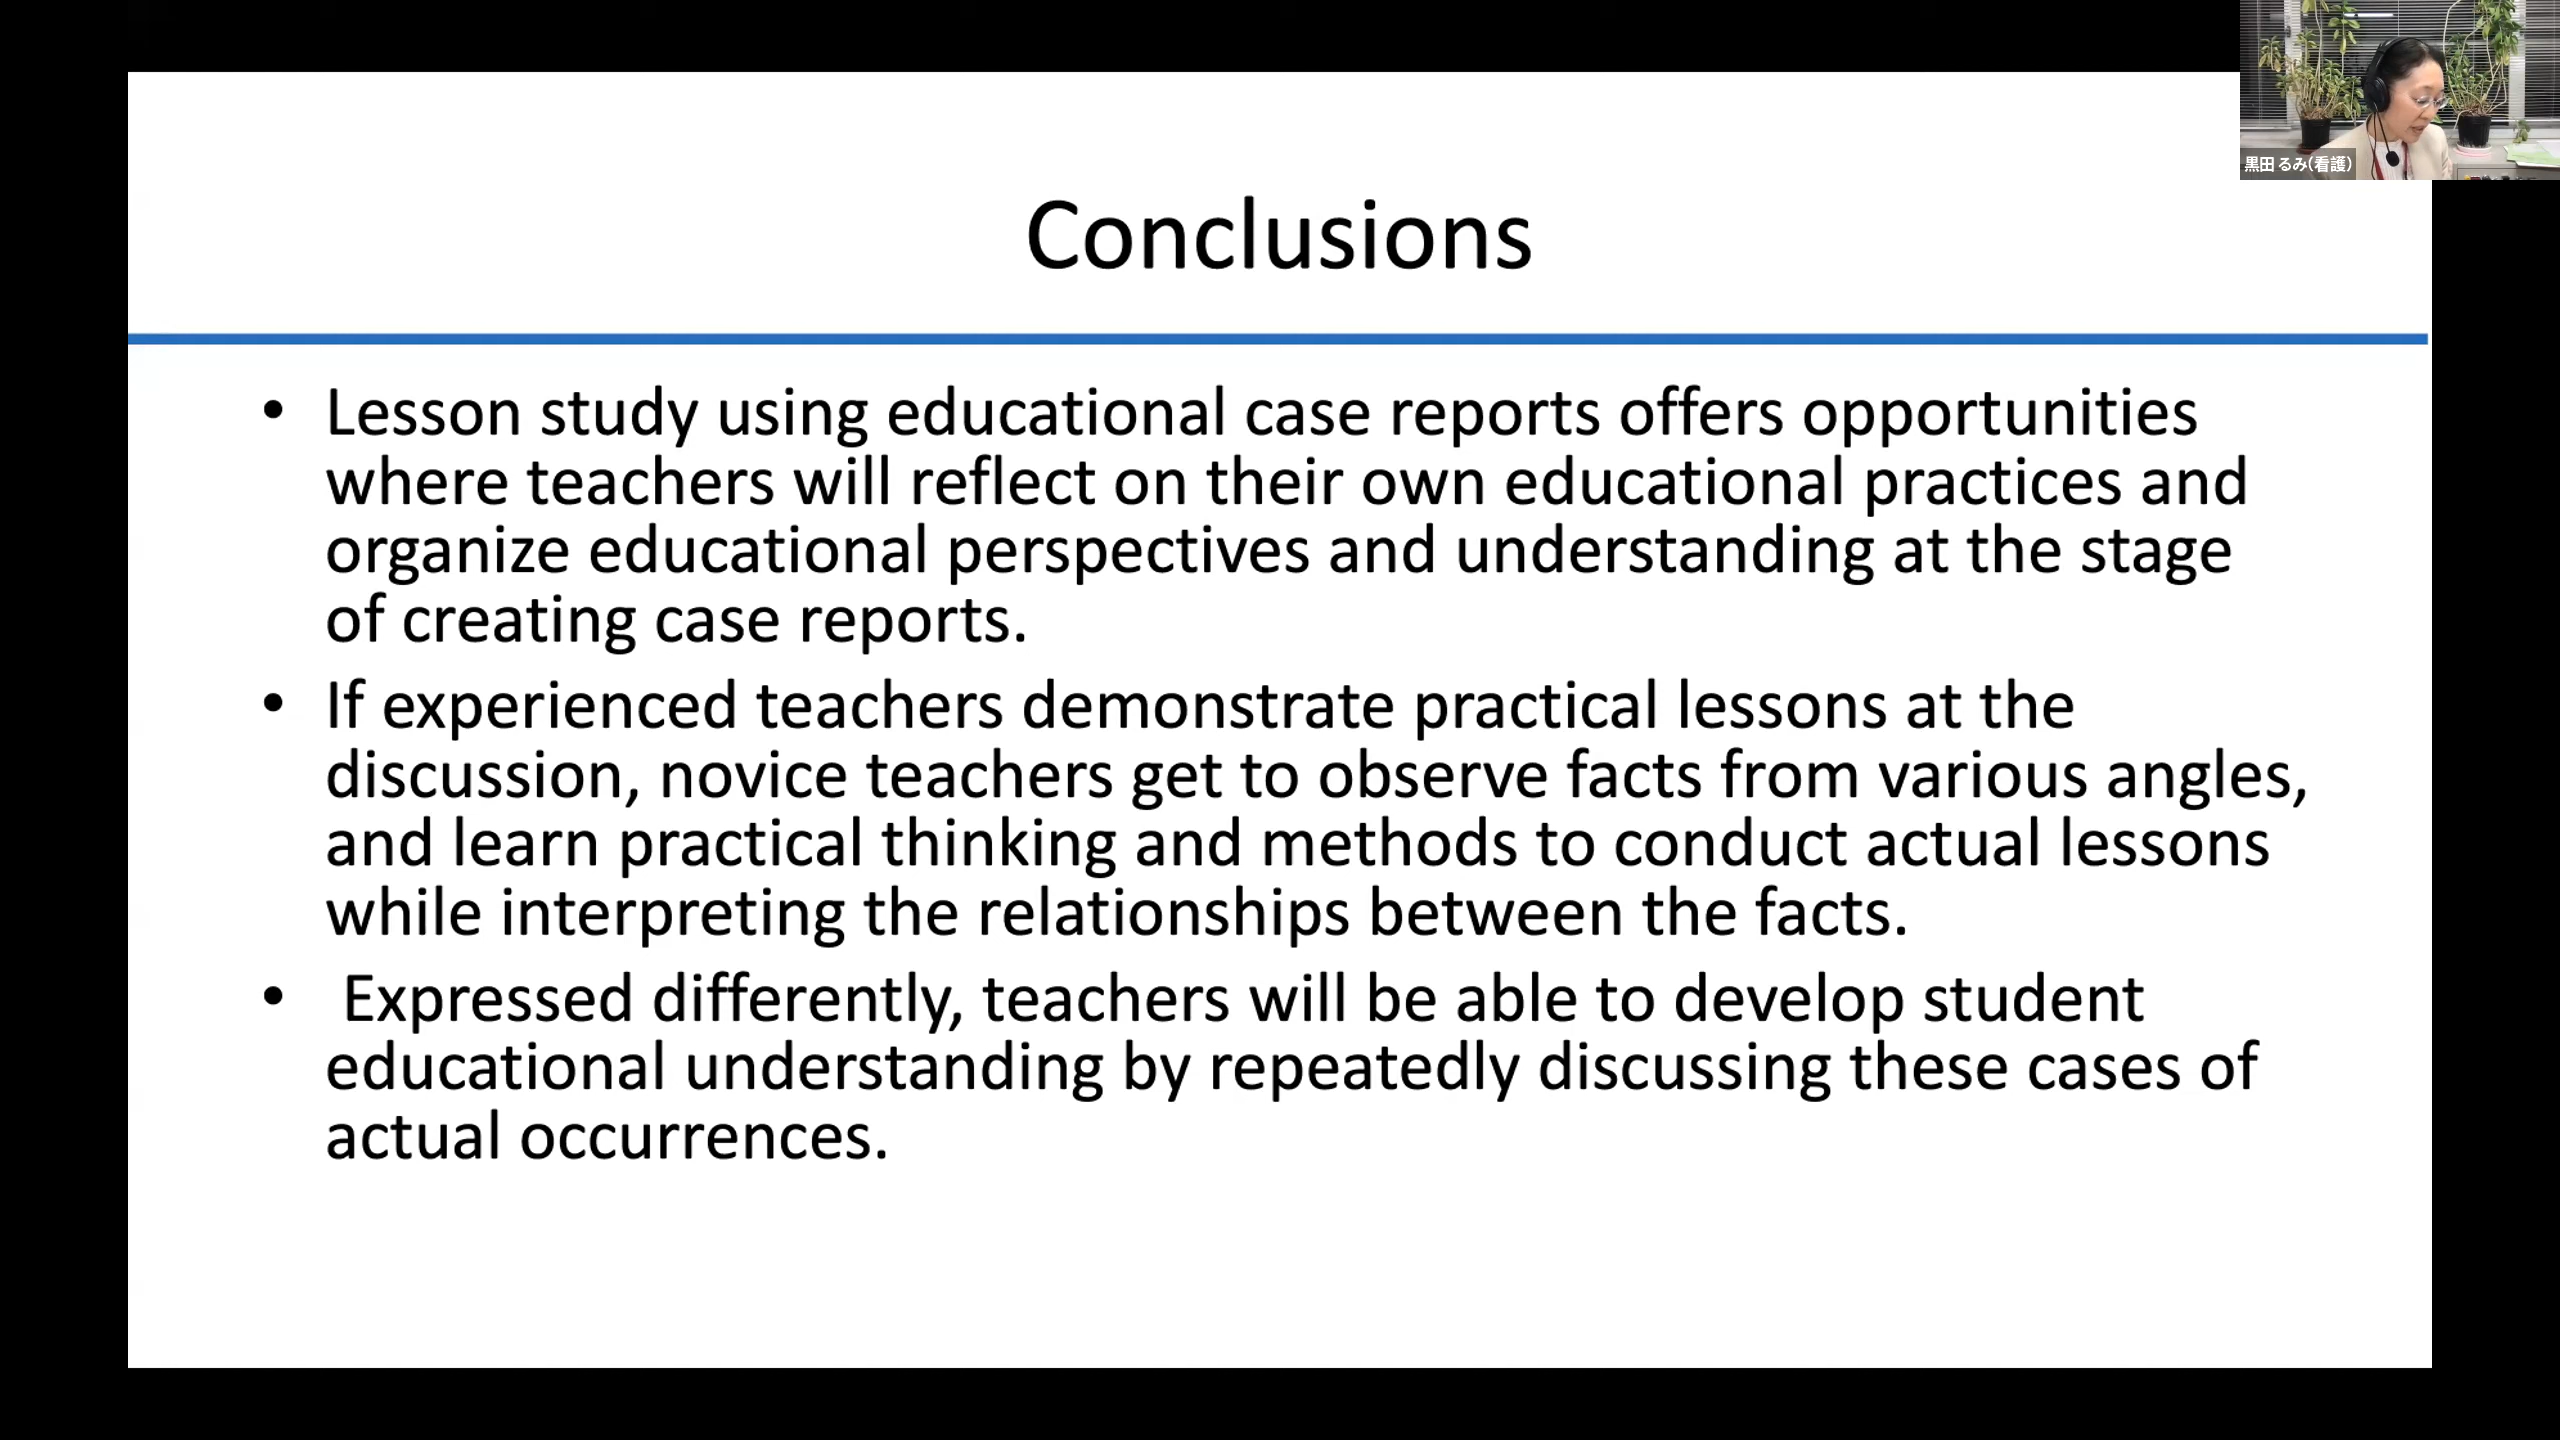 黒田 るみ(看護)
Conclusions
• Lesson study using educational case reports offers opportunities
where teachers will reflect on their own educational practices and
organize educational perspectives and understanding at the stage
of creating case reports.
• If experienced teachers demonstrate practical lessons at the
discussion, novice teachers get to observe facts from various angles,
and learn practical thinking and methods to conduct actual lessons
while interpreting the relationships between the facts.
• Expressed differently, teachers will be able to develop student
educational understanding by repeatedly discussing these cases of
actual occurrences.